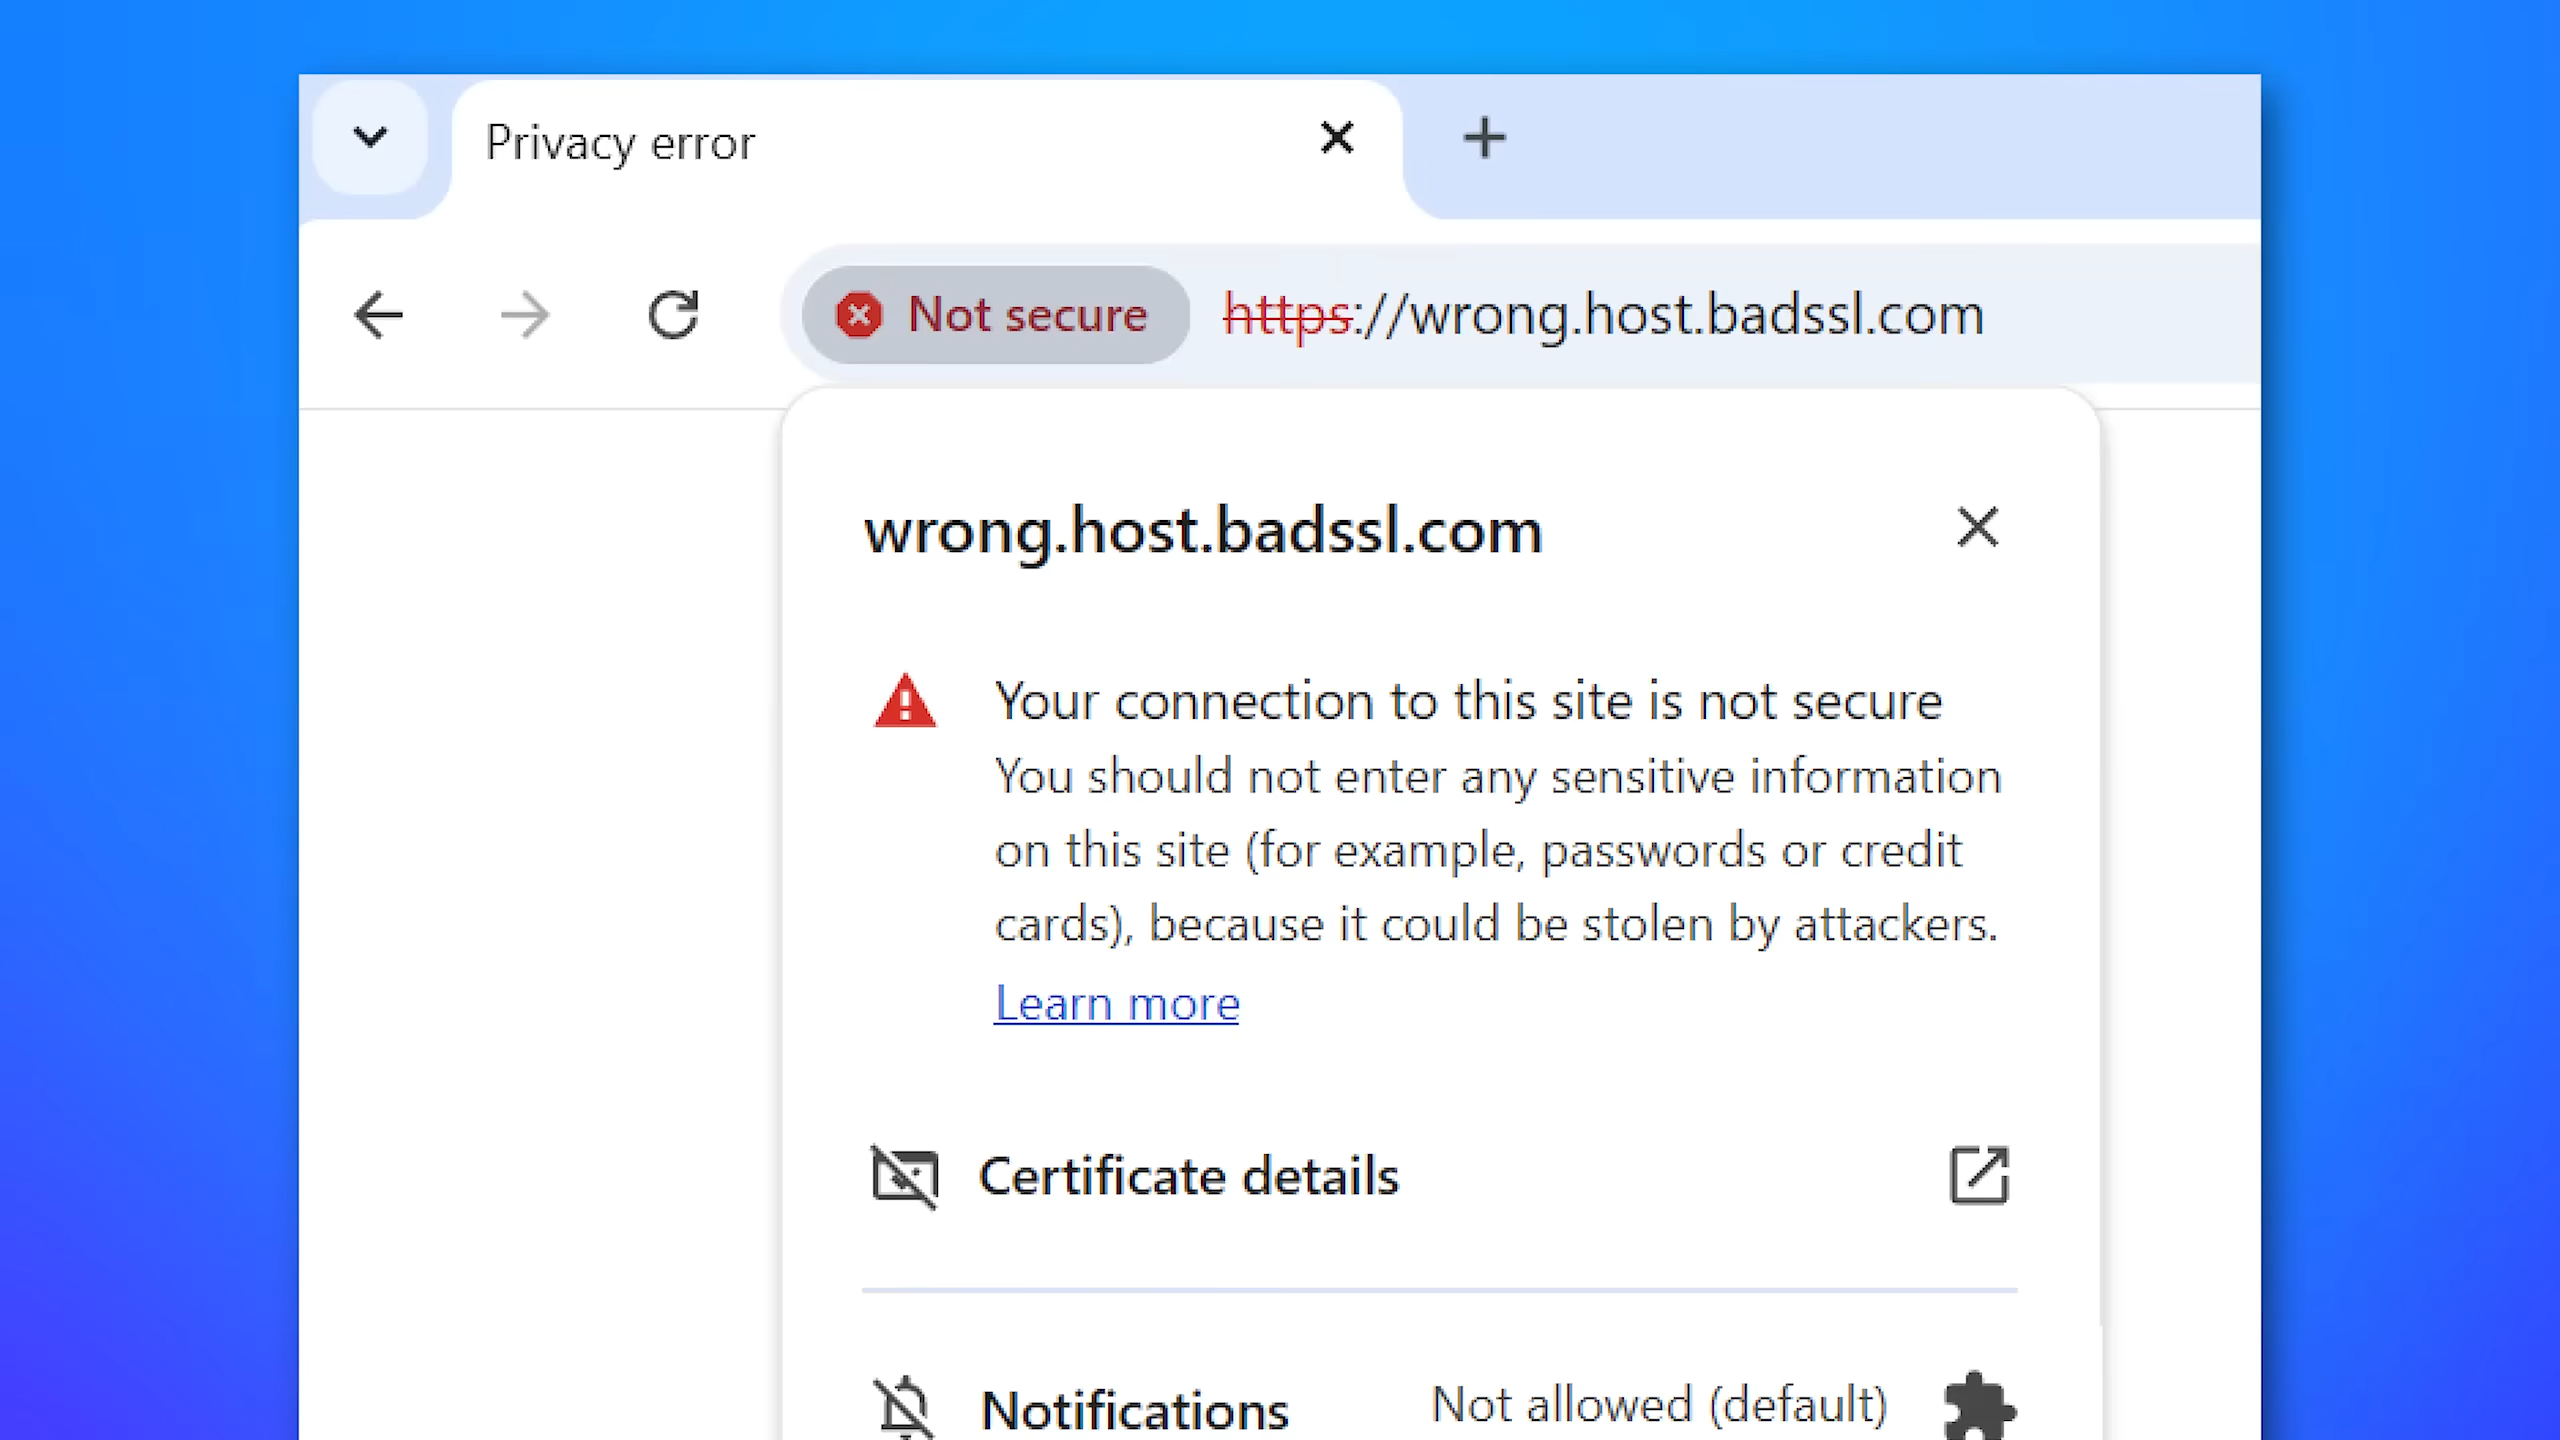 Privacy error
Not secure https://wrong.host.badssl.com
wrong.host.badssl.com
Your connection to this site is not secure
You should not enter any sensitive information
on this site (for example, passwords or credit
cards), because it could be stolen by attackers.
Learn more
Certificate details
Notifications Not allowed (default)